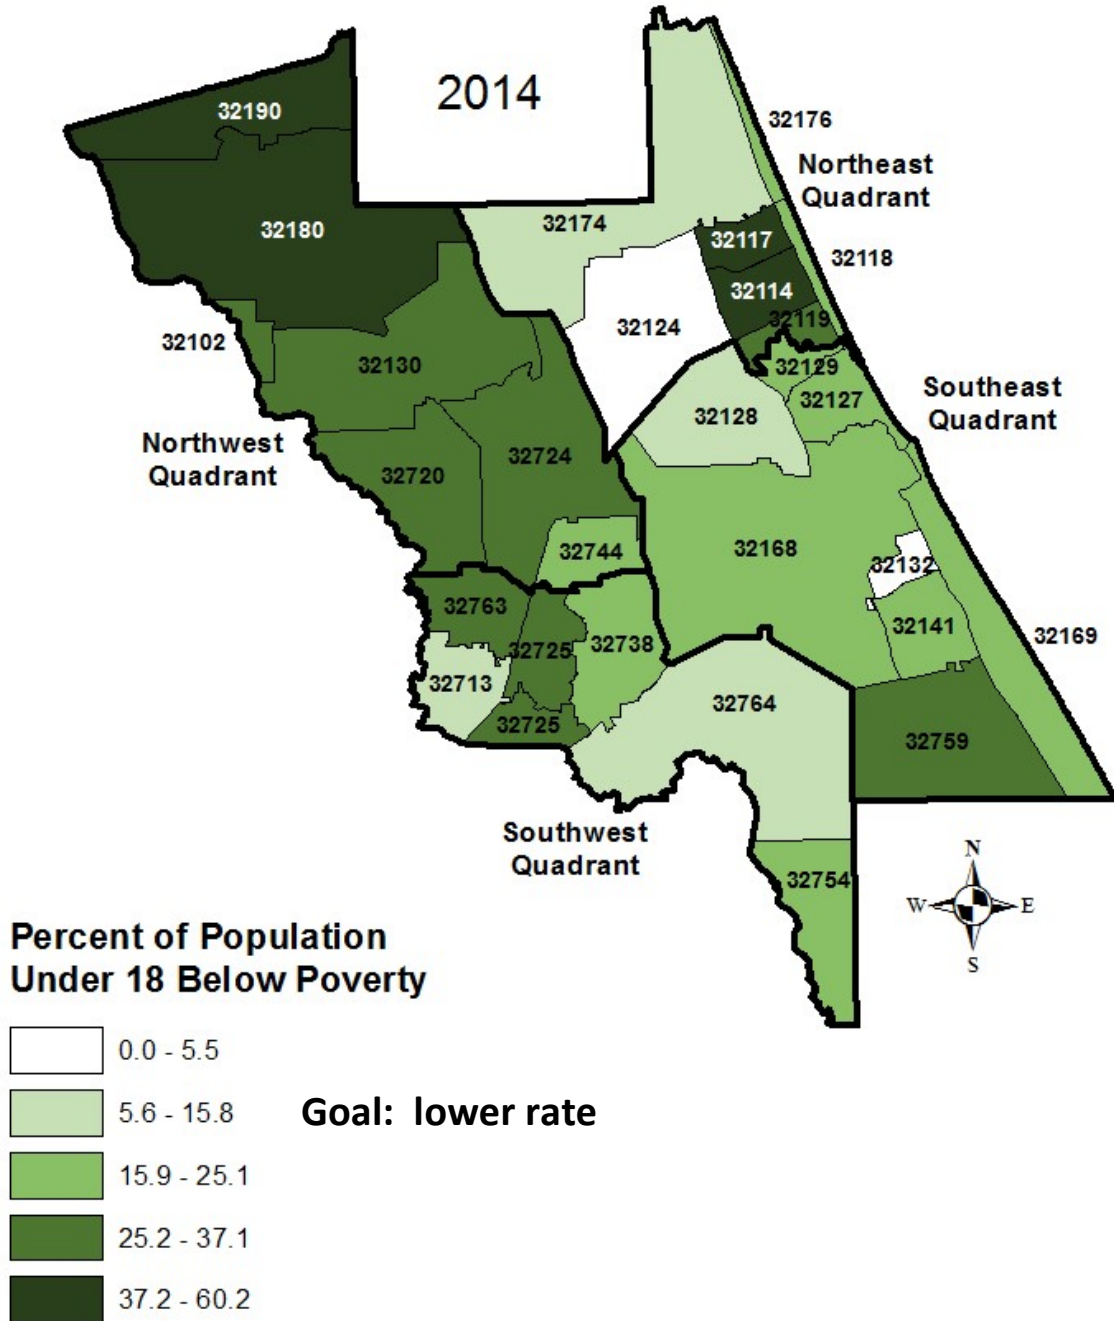 2014
32190
32176
Northeast
Quadrant
32180
32174
32117
32118
32114
32124
32119
32102
32130
32129
32127
Southeast
Quadrant
32128
Northwest
Quadrant
32724
32720
32744
32168
32132
32763
32725
32738
32141
32169
32713
32764
32725
32759
Southwest
Quadrant
32754
N
W
E
S
Percent of Population
Under 18 Below Poverty
0.0 - 5.5
5.6 - 15.8
Goal: lower rate
15.9 - 25.1
25.2 - 37.1
37.2 - 60.2